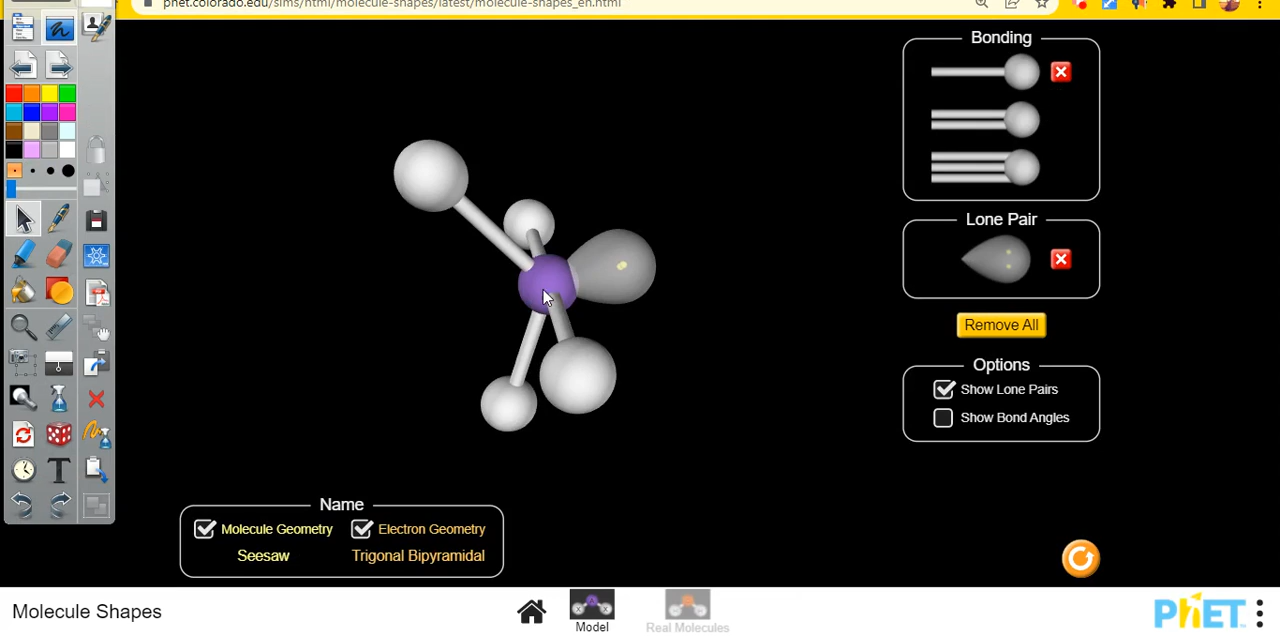 phet.colorado.edu/sims/html/molecule-shapes/latest/molecule-shapes_en.html
Bonding
Lone Pair
Remove All
Options
Show Lone Pairs
Show Bond Angles
Name
Molecule Geometry Electron Geometry
Seesaw Trigonal Bipyramidal
Molecule Shapes
Model
Real Molecules
PhET